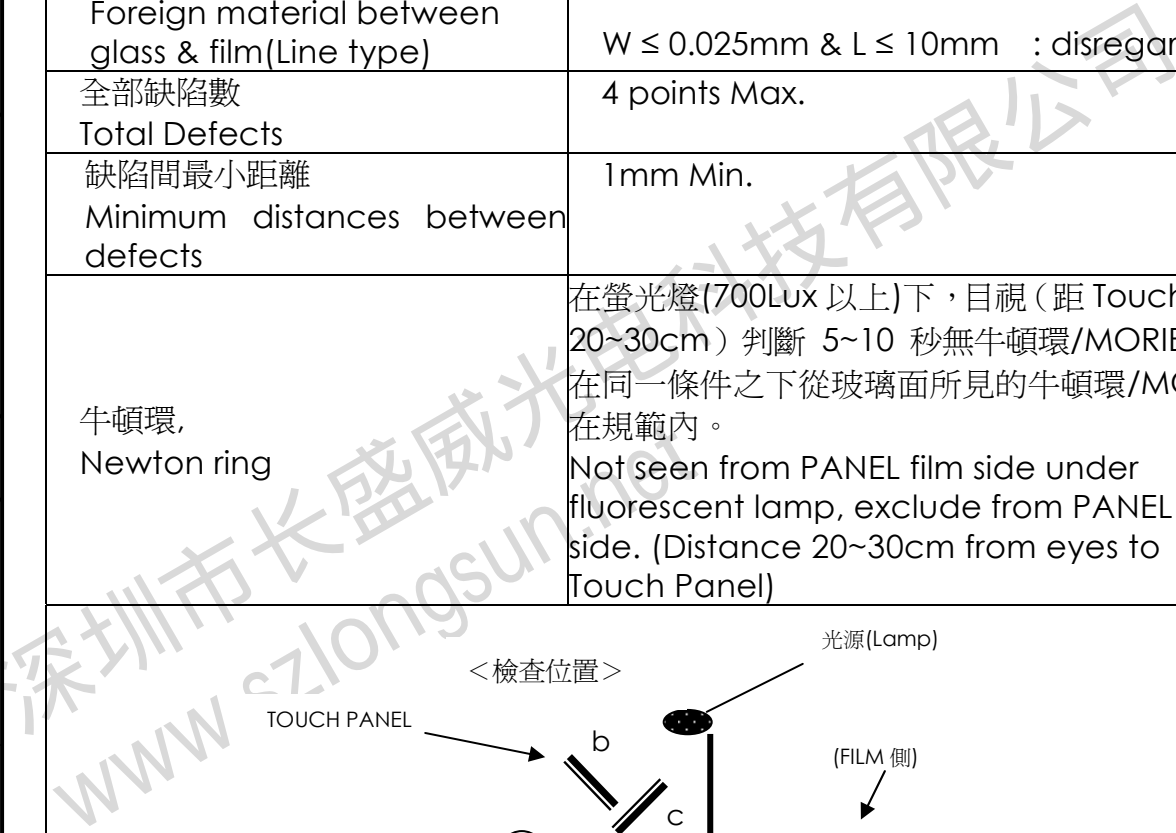 Foreign material between
glass & film(Line type)
W ≤ 0.025mm & L ≤ 10mm : disregar
全部缺陷數
Total Defects
4 points Max.
缺陷間最小距離
Minimum distances between
defects
1mm Min.
牛頓環,
Newton ring
在螢光燈(700Lux 以上)下，目視（距 Touch
20~30cm）判斷 5~10 秒無牛頓環/MORIE
在同一條件之下從玻璃面所見的牛頓環/MO
在規範內。
Not seen from PANEL film side under
fluorescent lamp, exclude from PANEL
side. (Distance 20~30cm from eyes to
Touch Panel)
＜檢查位置＞
光源(Lamp)
TOUCH PANEL
b
(FILM 側)
c
深圳市长盛威光电科技有限公司
www.szlongsun.net